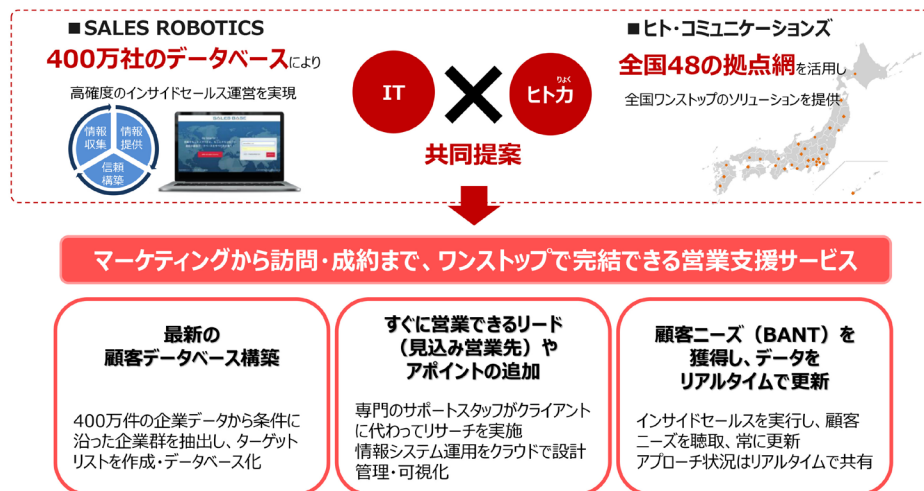 ■SALES ROBOTICS
400万社のデータベースにより
高確度のインサイドセールス運営を実現
情報収集
情報提供
信頼構築
SALES BASE
IT
ヒト力
りょく
共同提案
■ヒト・コミュニケーションズ
全国48の拠点網を活用し
全国ワンストップのソリューションを提供
マーケティングから訪問・成約まで、ワンストップで完結できる営業支援サービス
最新の
顧客データベース構築
400万件の企業データから条件に
沿った企業群を抽出し、ターゲット
リストを作成・データベース化
すぐに営業できるリード
（見込み営業先）や
アポイントの追加
専門のサポートスタッフがクライアント
に代わってリサーチを実施
情報システム運用をクラウドで設計
管理・可視化
顧客ニーズ（BANT）を
獲得し、データを
リアルタイムで更新
インサイドセールスを実行し、顧客
ニーズを聴取、常に更新
アプローチ状況はリアルタイムで共有